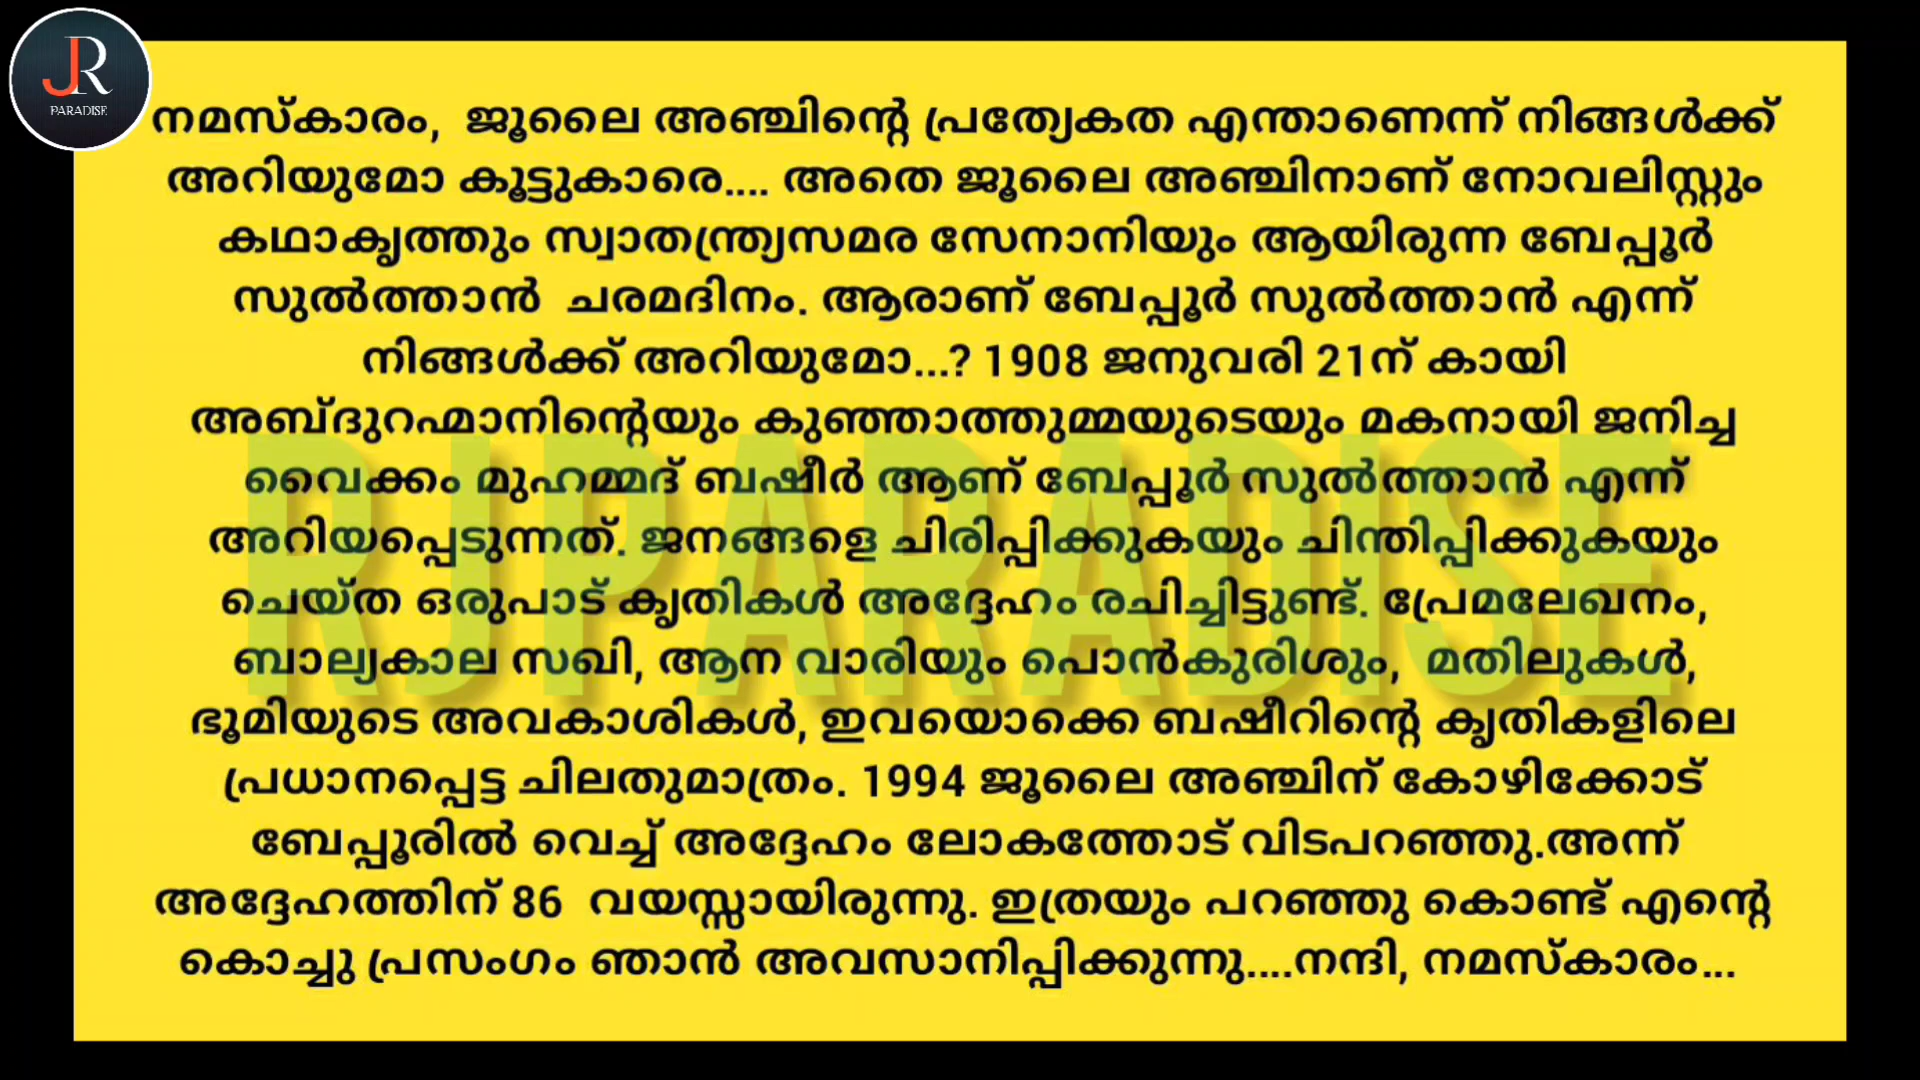 JR
PARADISE
നമസ്കാരം, ജൂലൈ അഞ്ചിന്റെ പ്രത്യേകത എന്താണെന്ന് നിങ്ങൾക്ക്
അറിയുമോ കൂട്ടുകാരെ.... അതെ ജൂലൈ അഞ്ചിനാണ് നോവലിസ്റ്റും
കഥാകൃത്തും സ്വാതന്ത്ര്യസമര സേനാനിയും ആയിരുന്ന ബേപ്പൂർ
സുൽത്താൻ ചരമദിനം. ആരാണ് ബേപ്പൂർ സുൽത്താൻ എന്ന്
നിങ്ങൾക്ക് അറിയുമോ...? 1908 ജനുവരി 21ന് കായി
അബ്ദുറഹ്മാനിന്റെയും കുഞ്ഞാത്തുമ്മയുടെയും മകനായി ജനിച്ച
വൈക്കം മുഹമ്മദ് ബഷീർ ആണ് ബേപ്പൂർ സുൽത്താൻ എന്ന്
അറിയപ്പെടുന്നത്. ജനങ്ങളെ ചിരിപ്പിക്കുകയും ചിന്തിപ്പിക്കുകയും
ചെയ്ത ഒരുപാട് കൃതികൾ അദ്ദേഹം രചിച്ചിട്ടുണ്ട്. പ്രേമലേഖനം,
ബാല്യകാല സഖി, ആന വാരിയും പൊൻകുരിശും, മതിലുകൾ,
ഭൂമിയുടെ അവകാശികൾ, ഇവയൊക്കെ ബഷീറിന്റെ കൃതികളിലെ
പ്രധാനപ്പെട്ട ചിലതുമാത്രം. 1994 ജൂലൈ അഞ്ചിന് കോഴിക്കോട്
ബേപ്പൂരിൽ വെച്ച് അദ്ദേഹം ലോകത്തോട് വിടപറഞ്ഞു.അന്ന്
അദ്ദേഹത്തിന് 86 വയസ്സായിരുന്നു. ഇത്രയും പറഞ്ഞു കൊണ്ട് എന്റെ
കൊച്ചു പ്രസംഗം ഞാൻ അവസാനിപ്പിക്കുന്നു....നന്ദി, നമസ്കാരം...
RJ PARADISE